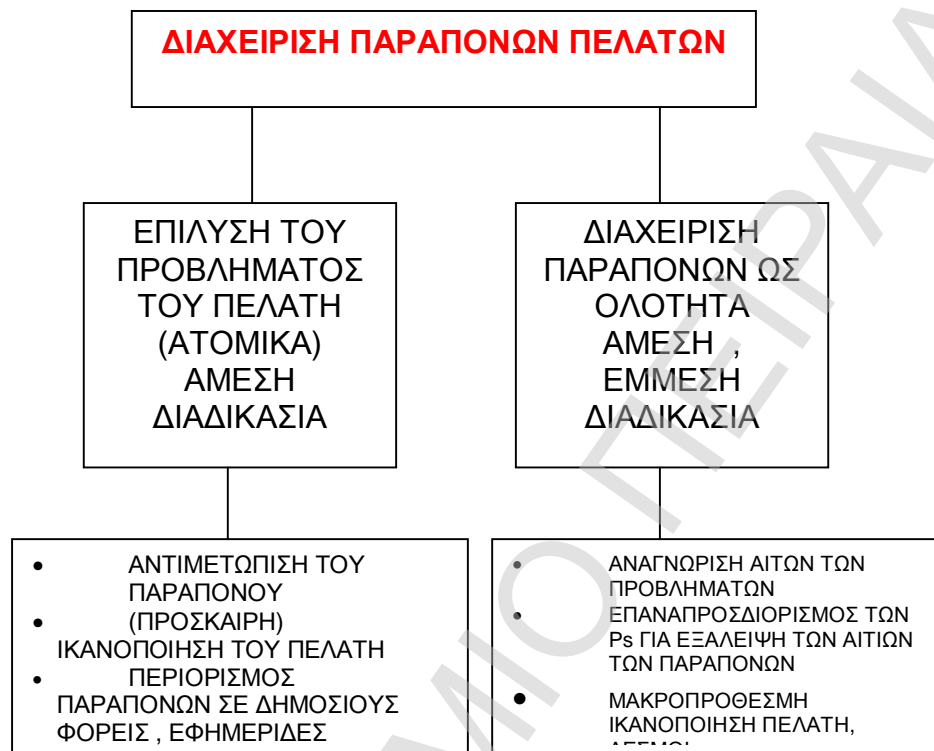 ΔΙΑΧΕΙΡΙΣΗ ΠΑΡΑΠΟΝΩΝ ΠΕΛΑΤΩΝ
ΕΠΙΛΥΣΗ ΤΟΥ
ΠΡΟΒΛΗΜΑΤΟΣ
ΤΟΥ ΠΕΛΑΤΗ
(ΑΤΟΜΙΚΑ)
ΑΜΕΣΗ
ΔΙΑΔΙΚΑΣΙΑ
ΔΙΑΧΕΙΡΙΣΗ
ΠΑΡΑΠΟΝΩΝ ΩΣ
ΟΛΟΤΗΤΑ
ΑΜΕΣΗ ,
ΕΜΜΕΣΗ
ΔΙΑΔΙΚΑΣΙΑ
• ΑΝΤΙΜΕΤΩΠΙΣΗ ΤΟΥ
ΠΑΡΑΠΟΝΟΥ
• (ΠΡΟΣΚΑΙΡΗ)
ΙΚΑΝΟΠΟΙΗΣΗ ΤΟΥ ΠΕΛΑΤΗ
• ΠΕΡΙΟΡΙΣΜΟΣ
ΠΑΡΑΠΟΝΩΝ ΣΕ ΔΗΜΟΣΙΟΥΣ
ΦΟΡΕΙΣ , ΕΦΗΜΕΡΙΔΕΣ
• ΑΝΑΓΝΩΡΙΣΗ ΑΙΤΩΝ ΤΩΝ
ΠΡΟΒΛΗΜΑΤΩΝ
• ΕΠΑΝΑΠΡΟΣΔΙΟΡΙΣΜΟΣ ΤΩΝ
Ps ΓΙΑ ΕΞΑΛΕΙΨΗ ΤΩΝ ΑΙΤΙΩΝ
ΤΩΝ ΠΑΡΑΠΟΝΩΝ
• ΜΑΚΡΟΠΡΟΘΕΣΜΗ
ΙΚΑΝΟΠΟΙΗΣΗ ΠΕΛΑΤΗ,